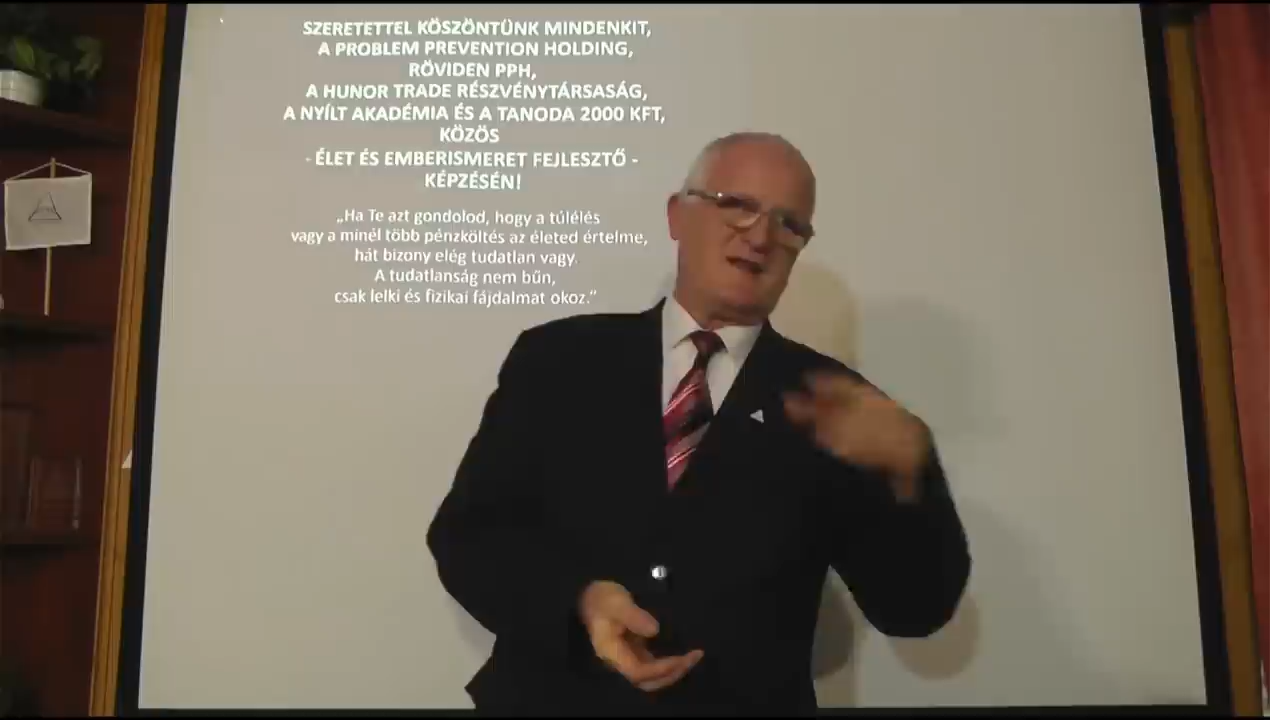 SZERETETTEL KÖSZÖNTÜNK MINDENKIT,
A PROBLEM PREVENTION HOLDING,
RÖVIDEN PPH,
A HUNOR TRADE RÉSZVÉNYTÁRSASÁG,
A NYÍLT AKADÉMIA ÉS A TANODA 2000 KFT,
KÖZÖS
- ÉLET ÉS EMBERISMERET FEJLESZTŐ -
KÉPZÉSÉN!
„Ha Te azt gondolod, hogy a túlélés
vagy a minél több pénzköltés az életed értelme,
hát bizony elég tudatlan vagy.
A tudatlanság nem bűn,
csak lelki és fizikai fájdalmat okoz.”